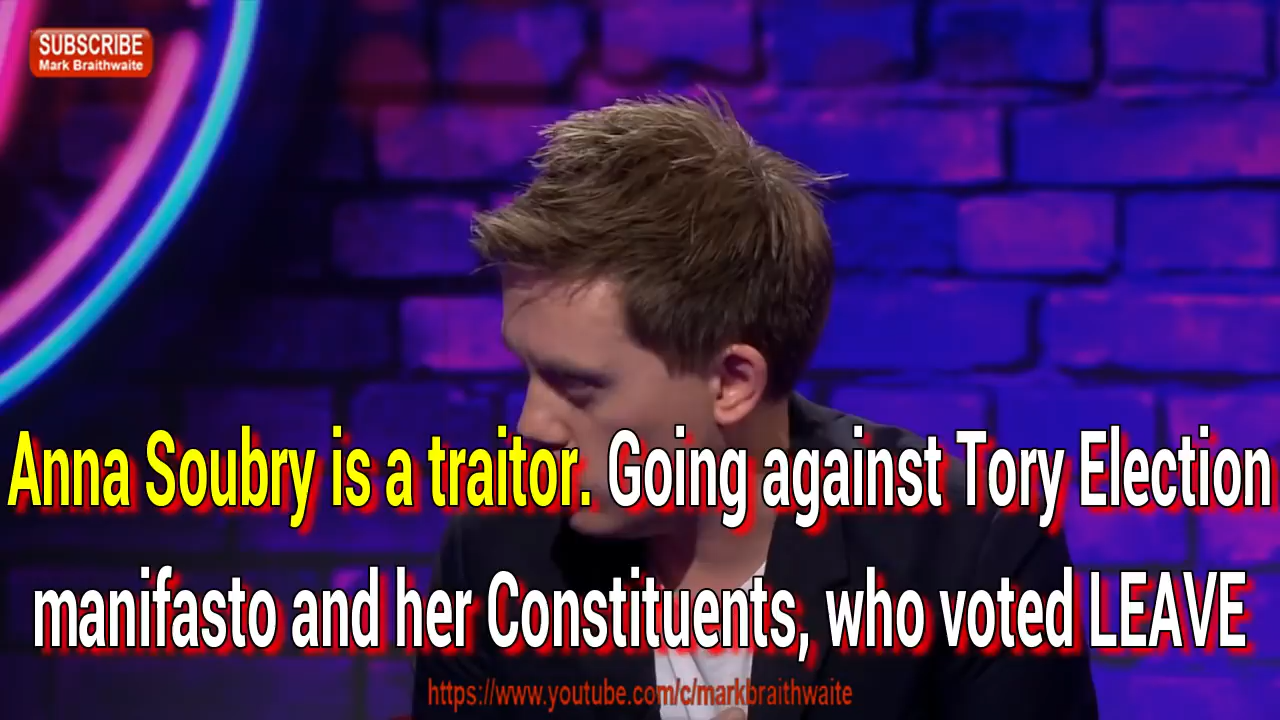 SUBSCRIBE
Mark Braithwaite
Anna Soubry is a traitor. Going against Tory Election
manifasto and her Constituents, who voted LEAVE
https://www.youtube.com/c/markbraithwaite